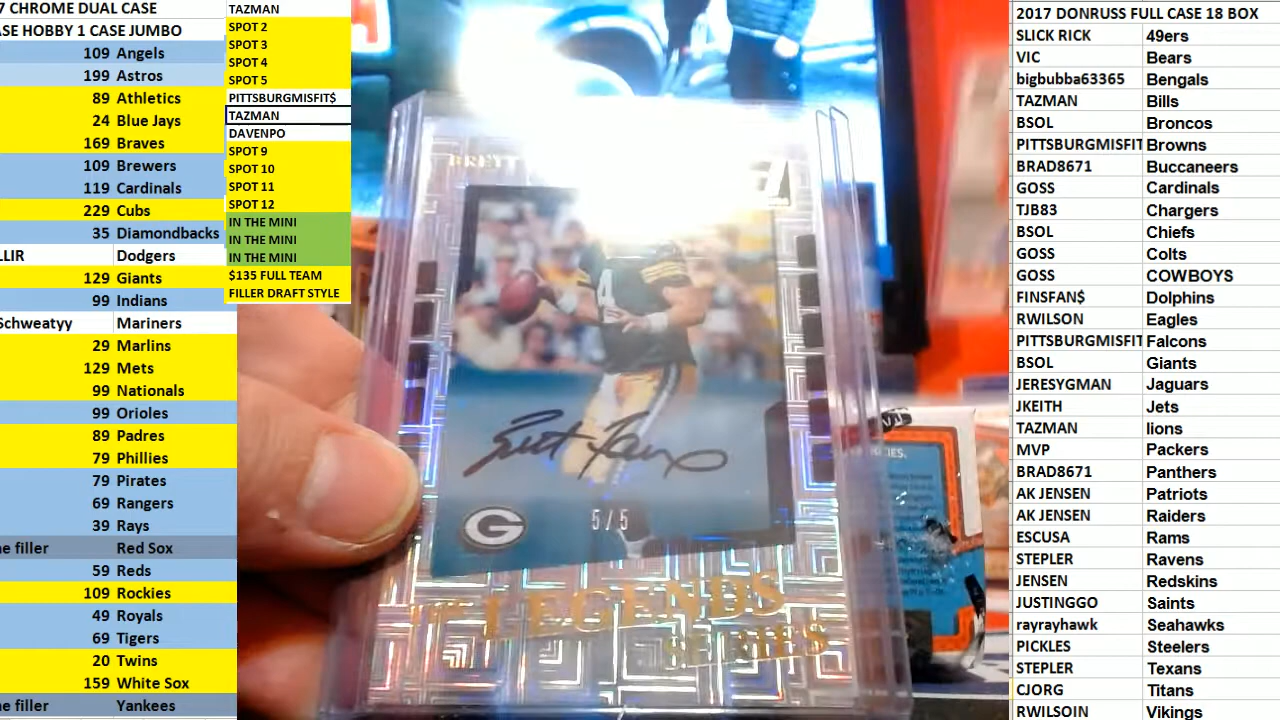 7 CHROME DUAL CASE
ASE HOBBY 1 CASE JUMBO
109 Angels
199 Astros
89 Athletics
24 Blue Jays
169 Braves
109 Brewers
119 Cardinals
229 Cubs
35 Diamondbacks
LLIR Dodgers
129 Giants
99 Indians
Schweatyy Mariners
29 Marlins
129 Mets
99 Nationals
99 Orioles
89 Padres
79 Phillies
79 Pirates
69 Rangers
39 Rays
ne filler Red Sox
59 Reds
109 Rockies
49 Royals
69 Tigers
20 Twins
159 White Sox
ne filler Yankees
TAZMAN
SPOT 2
SPOT 3
SPOT 4
SPOT 5
PITTSBURGMISFIT$
TAZMAN
DAVENPO
SPOT 9
SPOT 10
SPOT 11
SPOT 12
IN THE MINI
IN THE MINI
IN THE MINI
$135 FULL TEAM
FILLER DRAFT STYLE
BRETT
4
Brett Favre
G
5/5
THE LEGENDS
SERIES
2017 DONRUSS FULL CASE 18 BOX
SLICK RICK 49ers
VIC Bears
bigbubba63365 Bengals
TAZMAN Bills
BSOL Broncos
PITTSBURGMISFIT Browns
BRAD8671 Buccaneers
GOSS Cardinals
TJB83 Chargers
BSOL Chiefs
GOSS Colts
GOSS COWBOYS
FINSFAN$ Dolphins
RWILSON Eagles
PITTSBURGMISFIT Falcons
BSOL Giants
JERESYGMAN Jaguars
JKEITH Jets
TAZMAN lions
MVP Packers
BRAD8671 Panthers
AK JENSEN Patriots
AK JENSEN Raiders
ESCUSA Rams
STEPLER Ravens
JENSEN Redskins
JUSTINGGO Saints
rayrayhawk Seahawks
PICKLES Steelers
STEPLER Texans
CJORG Titans
RWILSOIN Vikings